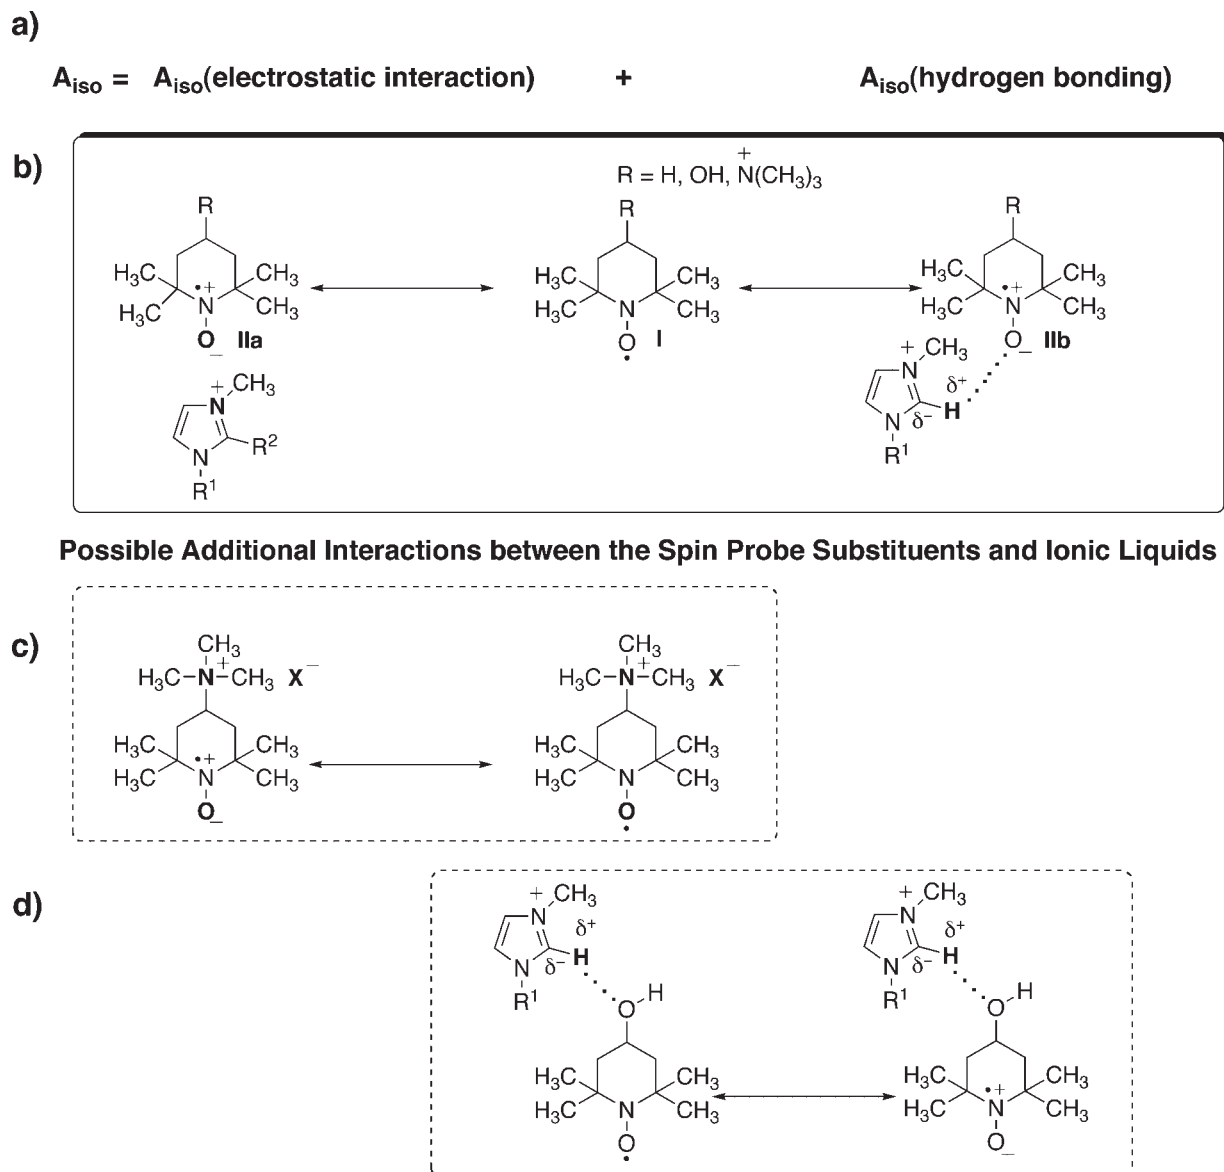 a)
A_iso = A_iso(electrostatic interaction) + A_iso(hydrogen bonding)
b)
R = H, OH, N⁺(CH₃)₃
R R R
H₃C CH₃ H₃C CH₃ H₃C CH₃
H₃C N•⁺ CH₃ H₃C N CH₃ H₃C N•⁺ CH₃
O⁻ IIa O• I O⁻ IIb
N⁺ CH₃ N⁺ CH₃
δ⁺
N R² N δ⁻ H
R¹ R¹
Possible Additional Interactions between the Spin Probe Substituents and Ionic Liquids
c)
CH₃ CH₃
H₃C–N⁺–CH₃ X⁻ H₃C–N⁺–CH₃ X⁻
H₃C CH₃ H₃C CH₃
H₃C N•⁺ CH₃ H₃C N CH₃
O⁻ O•
d)
N⁺ CH₃ N⁺ CH₃
δ⁺ δ⁺
N δ⁻ H N δ⁻ H
R¹ R¹
O H O H
H₃C CH₃ H₃C CH₃
H₃C N CH₃ H₃C N•⁺ CH₃
O• O⁻